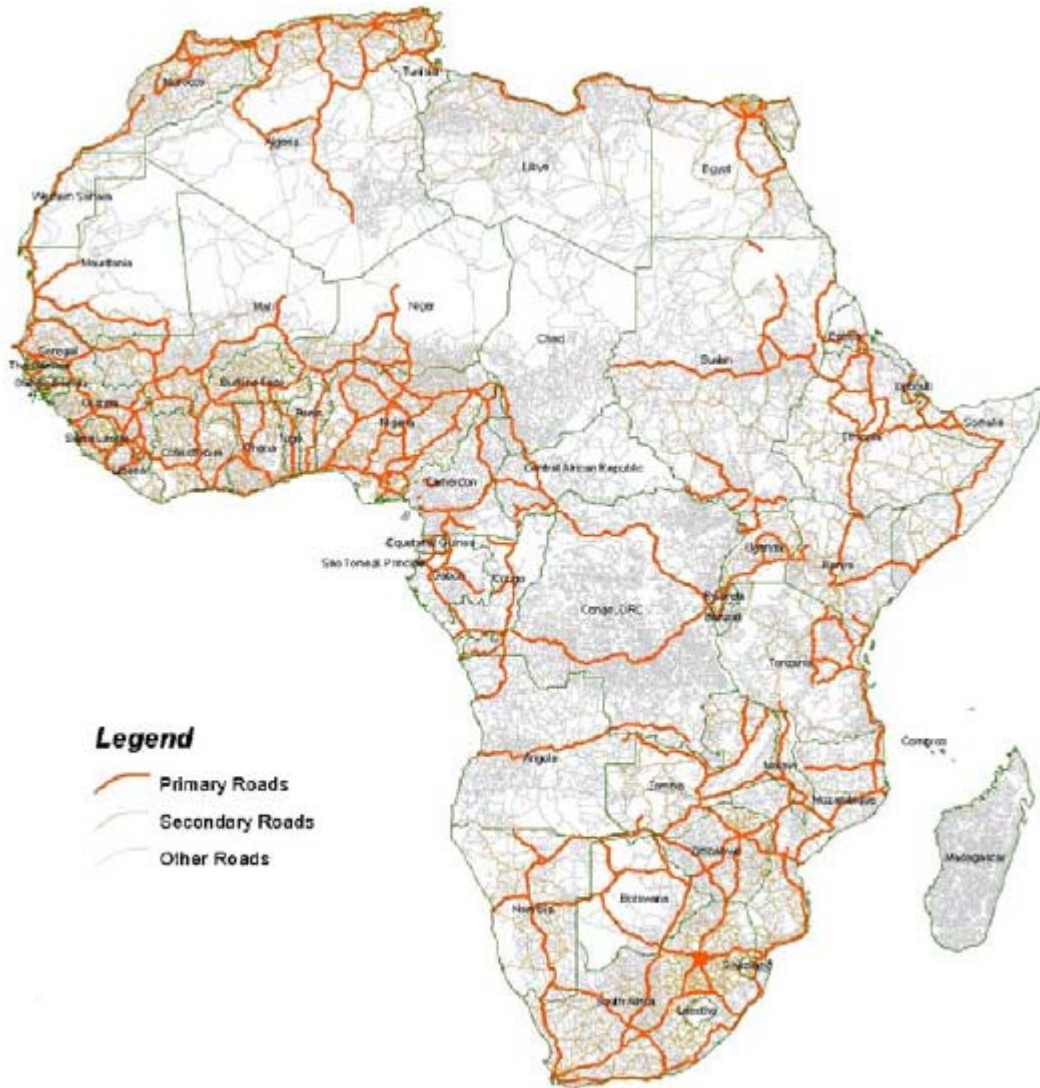 Tunisia
Morocco
Algeria
Libya
Egypt
Western Sahara
Mauritania
Mali
Niger
Chad
Sudan
Eritrea
Senegal
Burkina Faso
Djibouti
Guinea
Benin
Nigeria
Somalia
Sierra Leone
Cote d'Ivoire
Ghana
Togo
Ethiopia
Liberia
Central African Republic
Cameroon
Equatorial Guinea
Uganda
Sao Tome & Principe
Kenya
Gabon
Congo
Rwanda
Congo, DRC
Burundi
Tanzania
Legend
Comoros
Angola
Malawi
Primary Roads
Zambia
Mozambique
Secondary Roads
Zimbabwe
Other Roads
Madagascar
Botswana
Namibia
Swaziland
South Africa
Lesotho